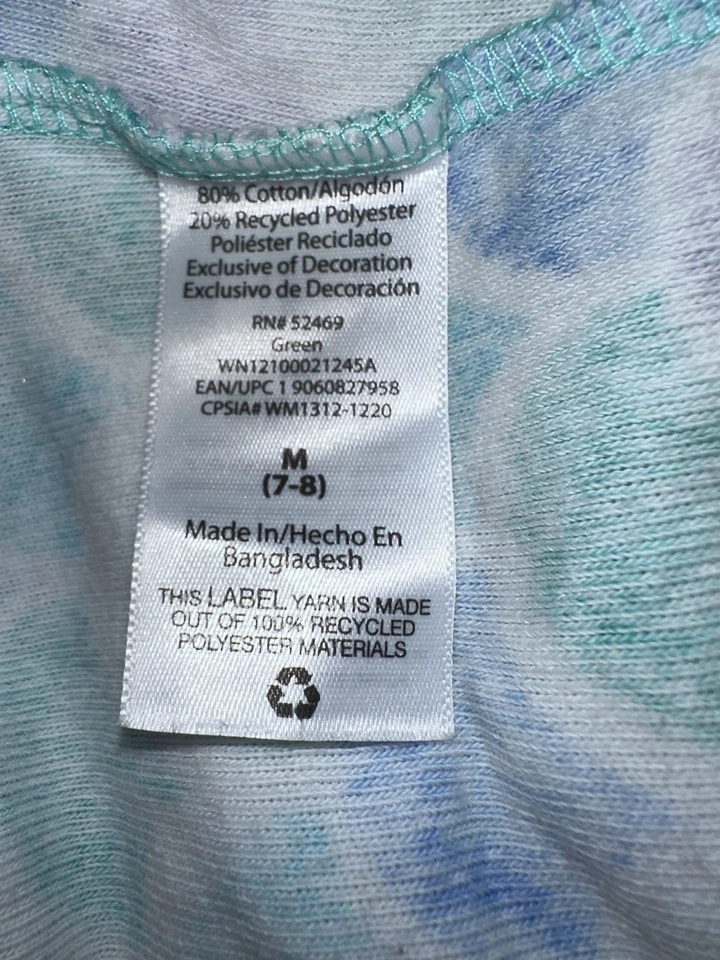 80% Cotton/Algodón
20% Recycled Polyester
Poliéster Reciclado
Exclusive of Decoration
Exclusivo de Decoración
RN# 52469
Green
WN12100021245A
EAN/UPC 1 9060827958
CPSIA# WM1312-1220
M
(7-8)
Made In/Hecho En
Bangladesh
THIS LABEL YARN IS MADE
OUT OF 100% RECYCLED
POLYESTER MATERIALS